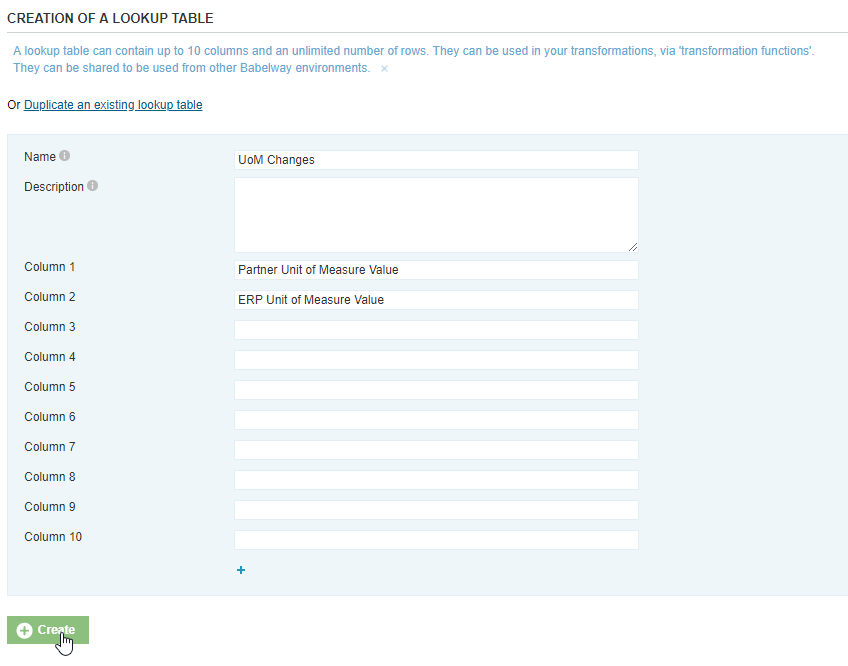 CREATION OF A LOOKUP TABLE
A lookup table can contain up to 10 columns and an unlimited number of rows. They can be used in your transformations, via 'transformation functions'.
They can be shared to be used from other Babelway environments. ×
Or Duplicate an existing lookup table
Name
UoM Changes
Description
Column 1
Partner Unit of Measure Value
Column 2
ERP Unit of Measure Value
Column 3
Column 4
Column 5
Column 6
Column 7
Column 8
Column 9
Column 10
+
Create